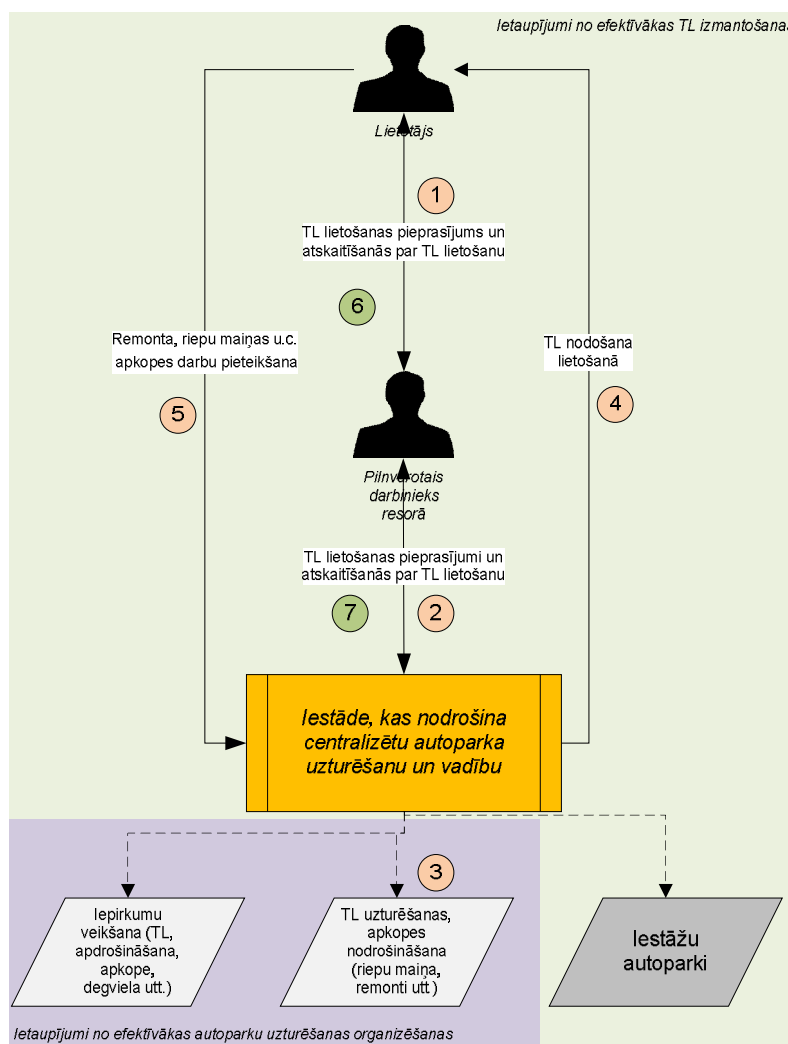 Ietaupījumi no efektīvākas TL izmantošanas
Lietotājs
1
TL lietošanas pieprasījums un
atskaitīšanās par TL lietošanu
6
Remonta, riepu maiņas u.c.
apkopes darbu pieteikšana
5
TL nodošana
lietošanā
4
Pilnvarotais
darbinieks
resorā
TL lietošanas pieprasījumi un
atskaitīšanās par TL lietošanu
7
2
Iestāde, kas nodrošina
centralizētu autoparka
uzturēšanu un vadību
3
Iepirkumu
veikšana (TL,
apdrošināšana,
apkope,
degviela utt.)
TL uzturēšanas,
apkopes
nodrošināšana
(riepu maiņa,
remonti utt)
Iestāžu
autoparki
Ietaupījumi no efektīvākas autoparku uzturēšanas organizēšanas